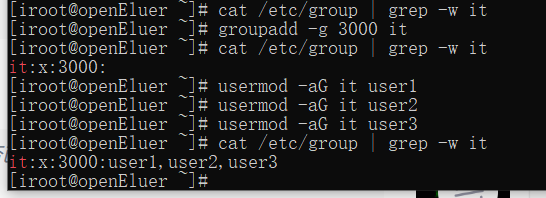 [iroot@openEluer ~]# cat /etc/group | grep -w it
[iroot@openEluer ~]# groupadd -g 3000 it
[iroot@openEluer ~]# cat /etc/group | grep -w it
it:x:3000:
[iroot@openEluer ~]# usermod -aG it user1
[iroot@openEluer ~]# usermod -aG it user2
[iroot@openEluer ~]# usermod -aG it user3
[iroot@openEluer ~]# cat /etc/group | grep -w it
it:x:3000:user1,user2,user3
[iroot@openEluer ~]#